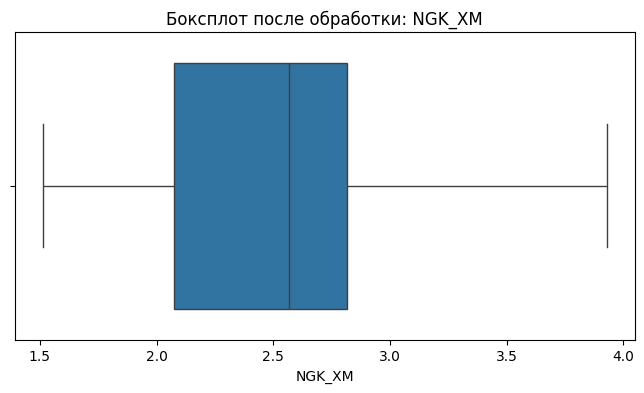 Боксплот после обработки: NGK_XM
1.5 2.0 2.5 3.0 3.5 4.0
NGK_XM